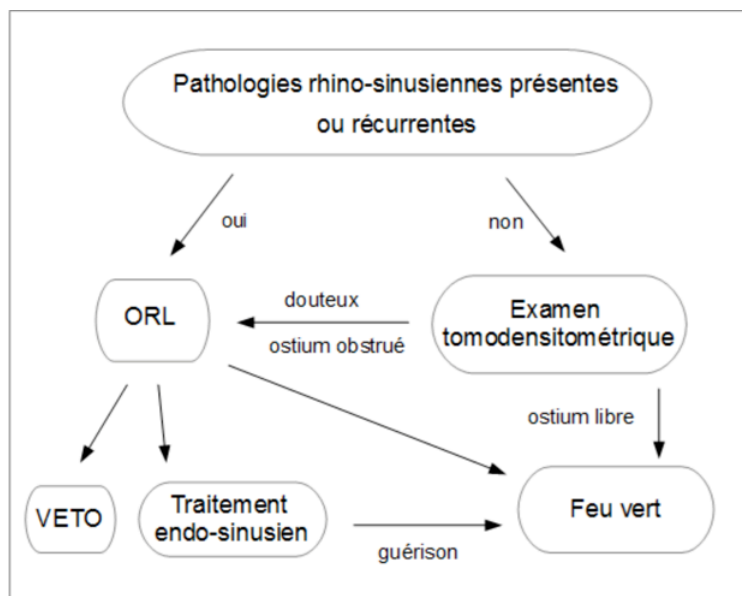 Pathologies rhino-sinusiennes présentes
ou récurrentes
oui
non
ORL
douteux
ostium obstrué
Examen
tomodensitométrique
ostium libre
VETO
Traitement
endo-sinusien
guérison
Feu vert